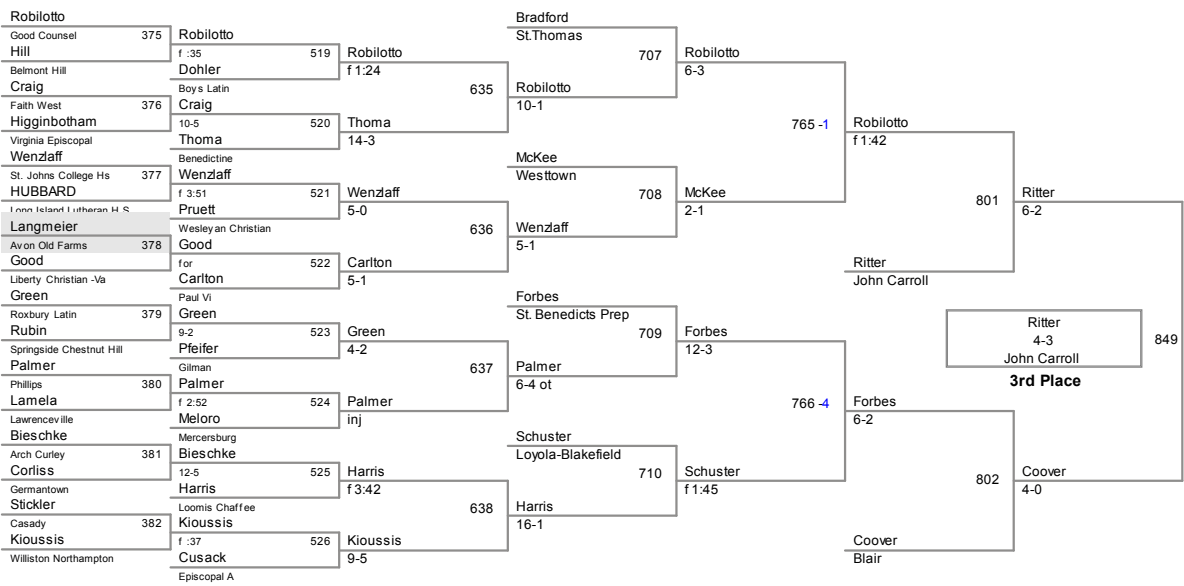 Robilotto
Good Counsel 375
Hill
Belmont Hill
Craig
Faith West 376
Higginbotham
Virginia Episcopal
Wenzlaff
St. Johns College Hs 377
HUBBARD
Long Island Lutheran H.S.
Langmeier
Avon Old Farms 378
Good
Liberty Christian -Va
Green
Roxbury Latin 379
Rubin
Springside Chestnut Hill
Palmer
Phillips 380
Lamela
Lawrenceville
Bieschke
Arch Curley 381
Corliss
Germantown
Stickler
Casady 382
Kioussis
Williston Northampton
Robilotto
f :35 519
Dohler
Boys Latin
Craig
10-5 520
Thoma
Benedictine
Wenzlaff
f 3:51 521
Pruett
Wesleyan Christian
Good
for 522
Carlton
Paul Vi
Green
9-2 523
Pfeifer
Gilman
Palmer
f 2:52 524
Meloro
Mercersburg
Bieschke
12-5 525
Harris
Loomis Chaffee
Kioussis
f :37 526
Cusack
Episcopal A
Robilotto
f 1:24
635
Thoma
14-3
Wenzlaff
5-0
636
Carlton
5-1
Green
4-2
637
Palmer
inj
Harris
f 3:42
638
Kioussis
9-5
Bradford
St.Thomas
707
Robilotto
10-1
McKee
Westtown
708
Wenzlaff
5-1
Forbes
St. Benedicts Prep
709
Palmer
6-4 ot
Schuster
Loyola-Blakefield
710
Harris
16-1
Robilotto
6-3
765 -1
McKee
2-1
Forbes
12-3
766 -4
Schuster
f 1:45
Robilotto
f 1:42
801
Ritter
John Carroll
Forbes
6-2
802
Coover
Blair
Ritter
6-2
849
Coover
4-0
Ritter
4-3
John Carroll
3rd Place